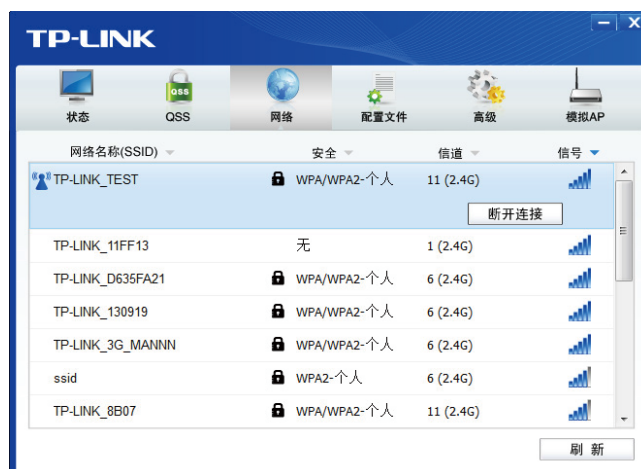 TP-LINK
QSS
状态 QSS 网络 配置文件 高级 模拟AP
网络名称(SSID) 安全 信道 信号
TP-LINK_TEST WPA/WPA2-个人 11 (2.4G)
断开连接
TP-LINK_11FF13 无 1 (2.4G)
TP-LINK_D635FA21 WPA/WPA2-个人 6 (2.4G)
TP-LINK_130919 WPA/WPA2-个人 6 (2.4G)
TP-LINK_3G_MANNN WPA/WPA2-个人 6 (2.4G)
ssid WPA2-个人 6 (2.4G)
TP-LINK_8B07 WPA/WPA2-个人 11 (2.4G)
刷 新